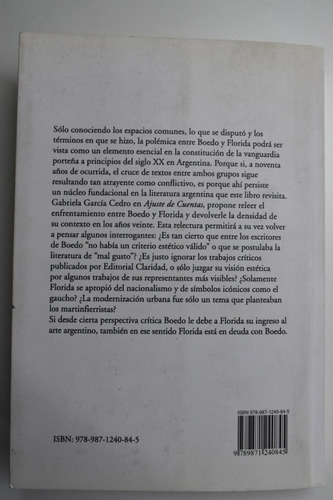 Sólo conociendo los espacios comunes, lo que se disputó y los
términos en que se hizo, la polémica entre Boedo y Florida podrá ser
vista como un elemento esencial en la constitución de la vanguardia
porteña a principios del siglo XX en Argentina. Porque si, a noventa
años de ocurrida, el cruce de textos entre ambos grupos sigue
resultando tan atrayente como conflictivo, es porque ahí persiste
un núcleo fundacional en la literatura argentina que este libro revisita.
Gabriela García Cedro en Ajuste de Cuentas, propone releer el
enfrentamiento entre Boedo y Florida y devolverle la densidad de
su contexto en los años veinte. Esta relectura permitirá a su vez volver
a pensar algunos interrogantes: ¿Es tan cierto que entre los escritores
de Boedo "no había un criterio estético válido" o que se postulaba la
literatura de "mal gusto"? ¿Es justo ignorar los trabajos críticos
publicados por Editorial Claridad, o sólo juzgar su visión estética
por algunos trabajos de sus representantes más visibles? ¿Solamente
Florida se apropió del nacionalismo y de símbolos icónicos como el
gaucho? ¿La modernización urbana fue sólo un tema que planteaban
los martinfierristas?
Si desde cierta perspectiva crítica Boedo le debe a Florida su ingreso al
arte argentino, también en ese sentido Florida está en deuda con Boedo.
ISBN: 978-987-1240-84-5
ISBN 978-987-1240-84-5
9789871240845